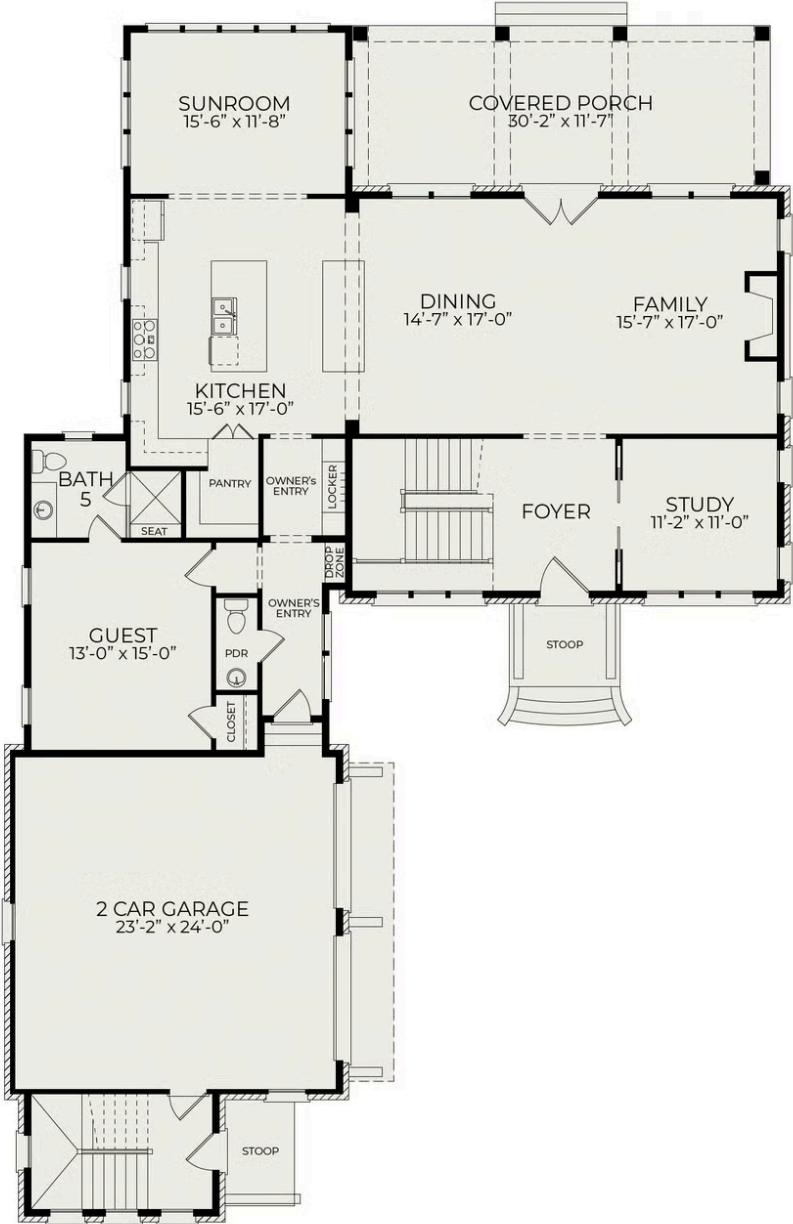 SUNROOM
15'-6" x 11'-8"
COVERED PORCH
30'-2" x 11'-7"
DINING
14'-7" x 17'-0"
FAMILY
15'-7" x 17'-0"
KITCHEN
15'-6" x 17'-0"
BATH
5
SEAT
PANTRY
OWNER's
ENTRY
LOCKER
FOYER
STUDY
11'-2" x 11'-0"
DROP
ZONE
OWNER'S
ENTRY
GUEST
13'-0" x 15'-0"
PDR
CLOSET
STOOP
2 CAR GARAGE
23'-2" x 24'-0"
STOOP